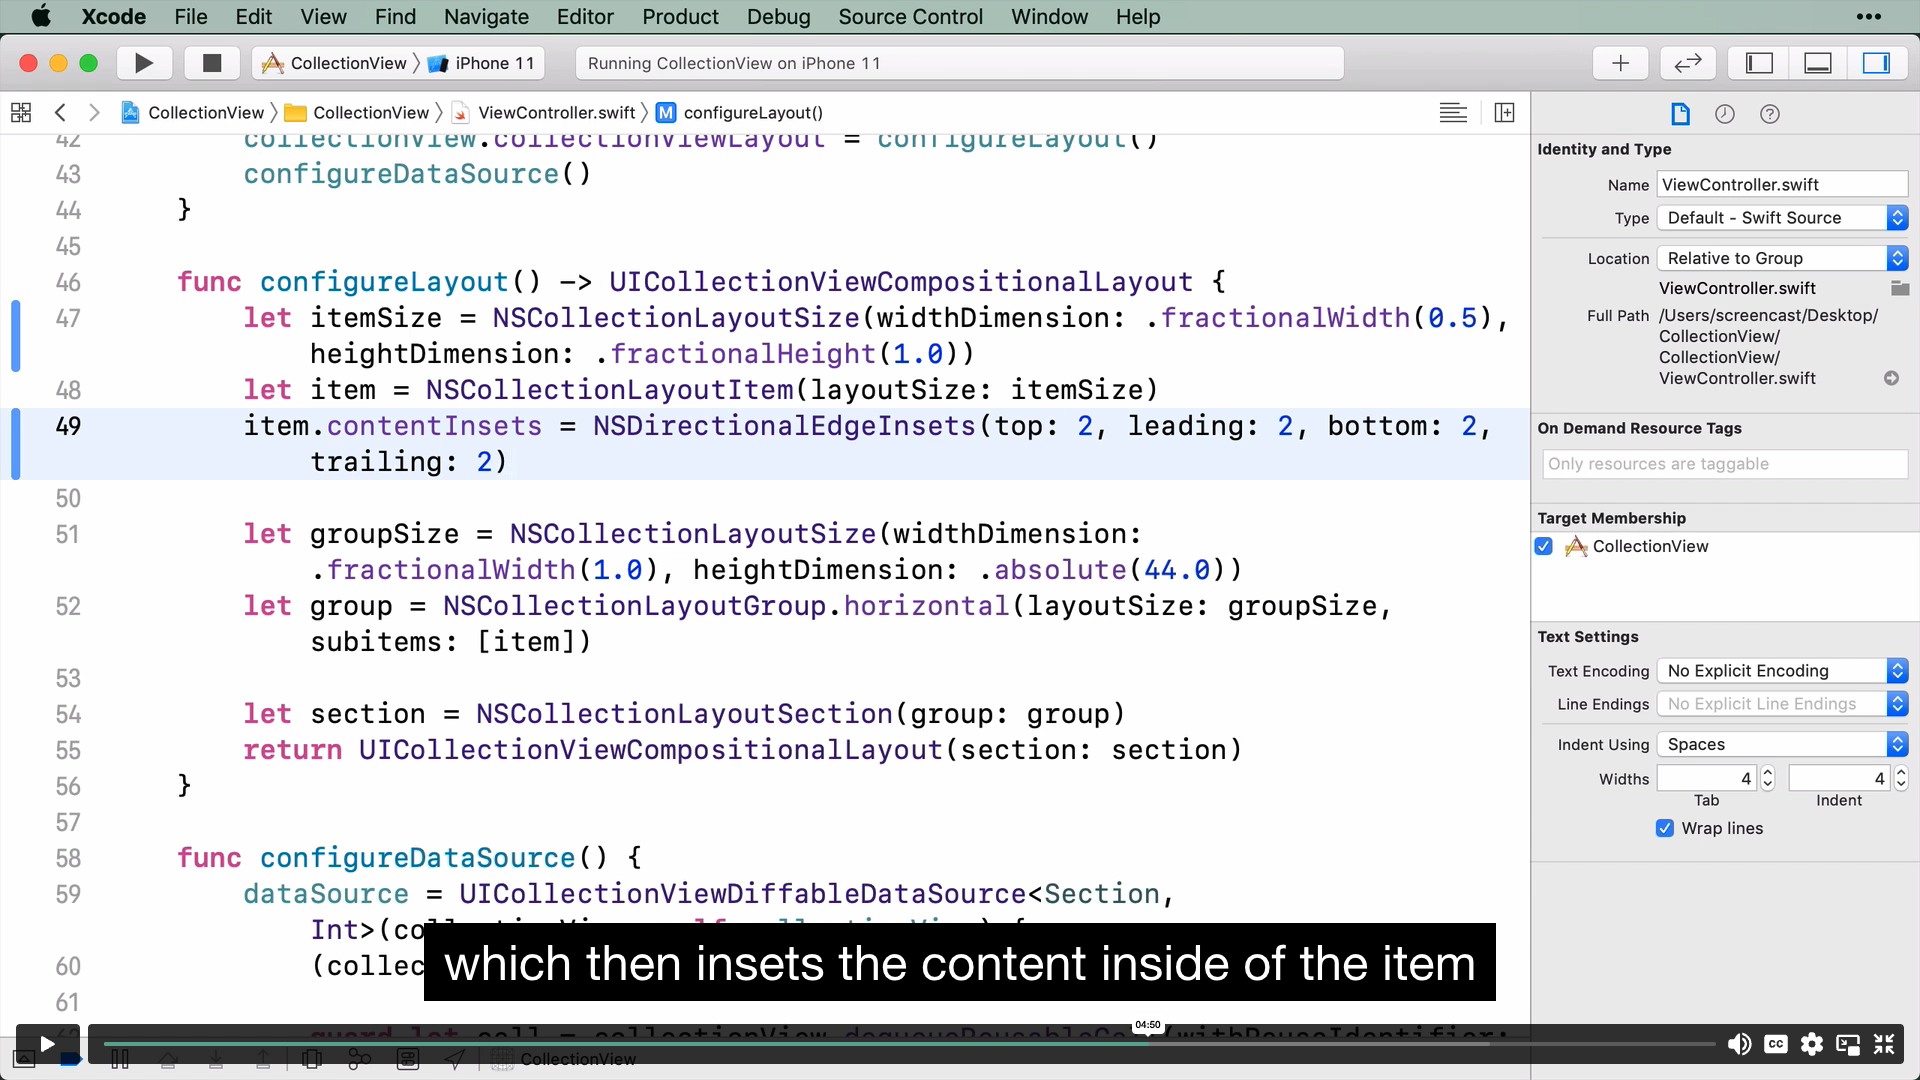 Xcode File Edit View Find Navigate Editor Product Debug Source Control Window Help
CollectionView iPhone 11 Running CollectionView on iPhone 11
CollectionView CollectionView ViewController.swift M configureLayout()
42 collectionView.collectionViewLayout = configureLayout()
43 configureDataSource()
44 }
45
46 func configureLayout() -> UICollectionViewCompositionalLayout {
47 let itemSize = NSCollectionLayoutSize(widthDimension: .fractionalWidth(0.5),
heightDimension: .fractionalHeight(1.0))
48 let item = NSCollectionLayoutItem(layoutSize: itemSize)
49 item.contentInsets = NSDirectionalEdgeInsets(top: 2, leading: 2, bottom: 2,
trailing: 2)
50
51 let groupSize = NSCollectionLayoutSize(widthDimension:
.fractionalWidth(1.0), heightDimension: .absolute(44.0))
52 let group = NSCollectionLayoutGroup.horizontal(layoutSize: groupSize,
subitems: [item])
53
54 let section = NSCollectionLayoutSection(group: group)
55 return UICollectionViewCompositionalLayout(section: section)
56 }
57
58 func configureDataSource() {
59 dataSource = UICollectionViewDiffableDataSource<Section,
Int>(co
60 (collec
61
which then insets the content inside of the item
04:50
CC
CollectionView
Identity and Type
Name ViewController.swift
Type Default - Swift Source
Location Relative to Group
ViewController.swift
Full Path /Users/screencast/Desktop/
CollectionView/
CollectionView/
ViewController.swift
On Demand Resource Tags
Only resources are taggable
Target Membership
CollectionView
Text Settings
Text Encoding No Explicit Encoding
Line Endings No Explicit Line Endings
Indent Using Spaces
Widths 4 4
Tab Indent
Wrap lines